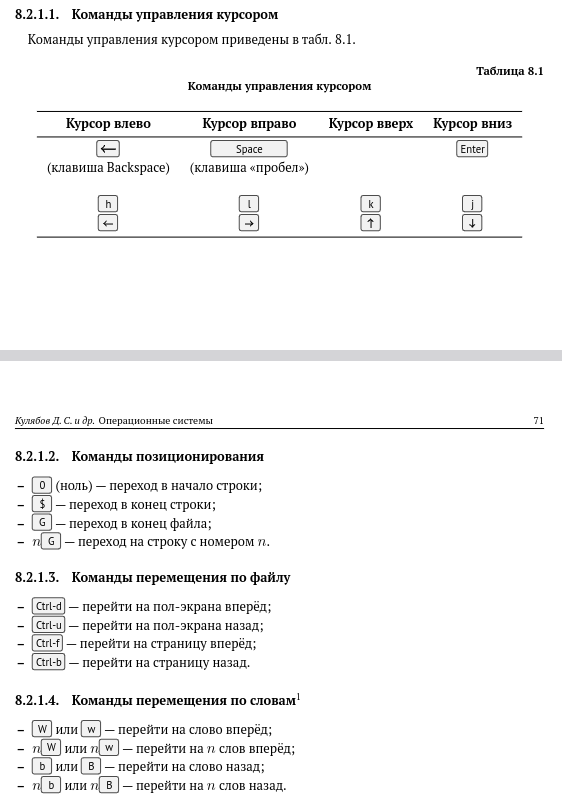 8.2.1.1. Команды управления курсором
Команды управления курсором приведены в табл. 8.1.
Таблица 8.1
Команды управления курсором
Курсор влево Курсор вправо Курсор вверх Курсор вниз
← Space Enter
(клавиша Backspace) (клавиша «пробел»)
h l k j
← → ↑ ↓
Кулябов Д. С. и др. Операционные системы 71
8.2.1.2. Команды позиционирования
– 0 (ноль) — переход в начало строки;
– $ — переход в конец строки;
– G — переход в конец файла;
– n G — переход на строку с номером n.
8.2.1.3. Команды перемещения по файлу
– Ctrl-d — перейти на пол-экрана вперёд;
– Ctrl-u — перейти на пол-экрана назад;
– Ctrl-f — перейти на страницу вперёд;
– Ctrl-b — перейти на страницу назад.
8.2.1.4. Команды перемещения по словам1
– W или w — перейти на слово вперёд;
– n W или n w — перейти на n слов вперёд;
– b или B — перейти на слово назад;
– n b или n B — перейти на n слов назад.